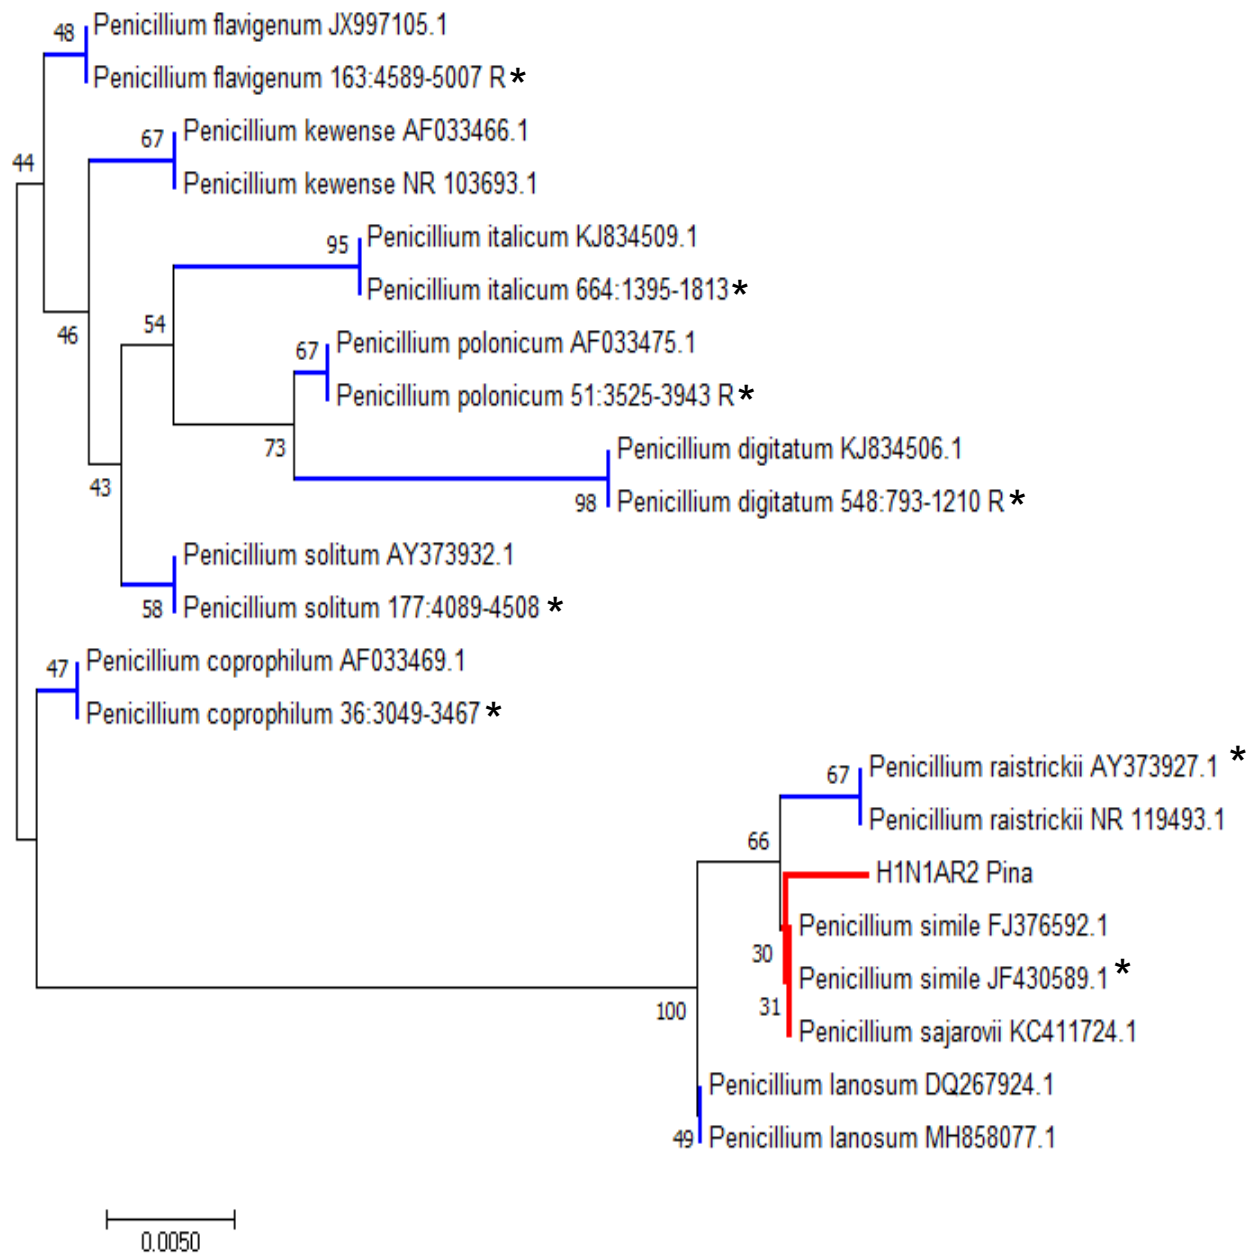 48
Penicillium flavigenum JX997105.1
Penicillium flavigenum 163:4589-5007 R *
67
Penicillium kewense AF033466.1
44
Penicillium kewense NR 103693.1
95
Penicillium italicum KJ834509.1
Penicillium italicum 664:1395-1813 *
54
46
67
Penicillium polonicum AF033475.1
Penicillium polonicum 51:3525-3943 R *
73
Penicillium digitatum KJ834506.1
43
98
Penicillium digitatum 548:793-1210 R *
Penicillium solitum AY373932.1
58
Penicillium solitum 177:4089-4508 *
47
Penicillium coprophilum AF033469.1
Penicillium coprophilum 36:3049-3467 *
67
Penicillium raistrickii AY373927.1 *
Penicillium raistrickii NR 119493.1
66
H1N1AR2 Pina
Penicillium simile FJ376592.1
30
Penicillium simile JF430589.1 *
31
100
Penicillium sajarovii KC411724.1
Penicillium lanosum DQ267924.1
49
Penicillium lanosum MH858077.1
0.0050